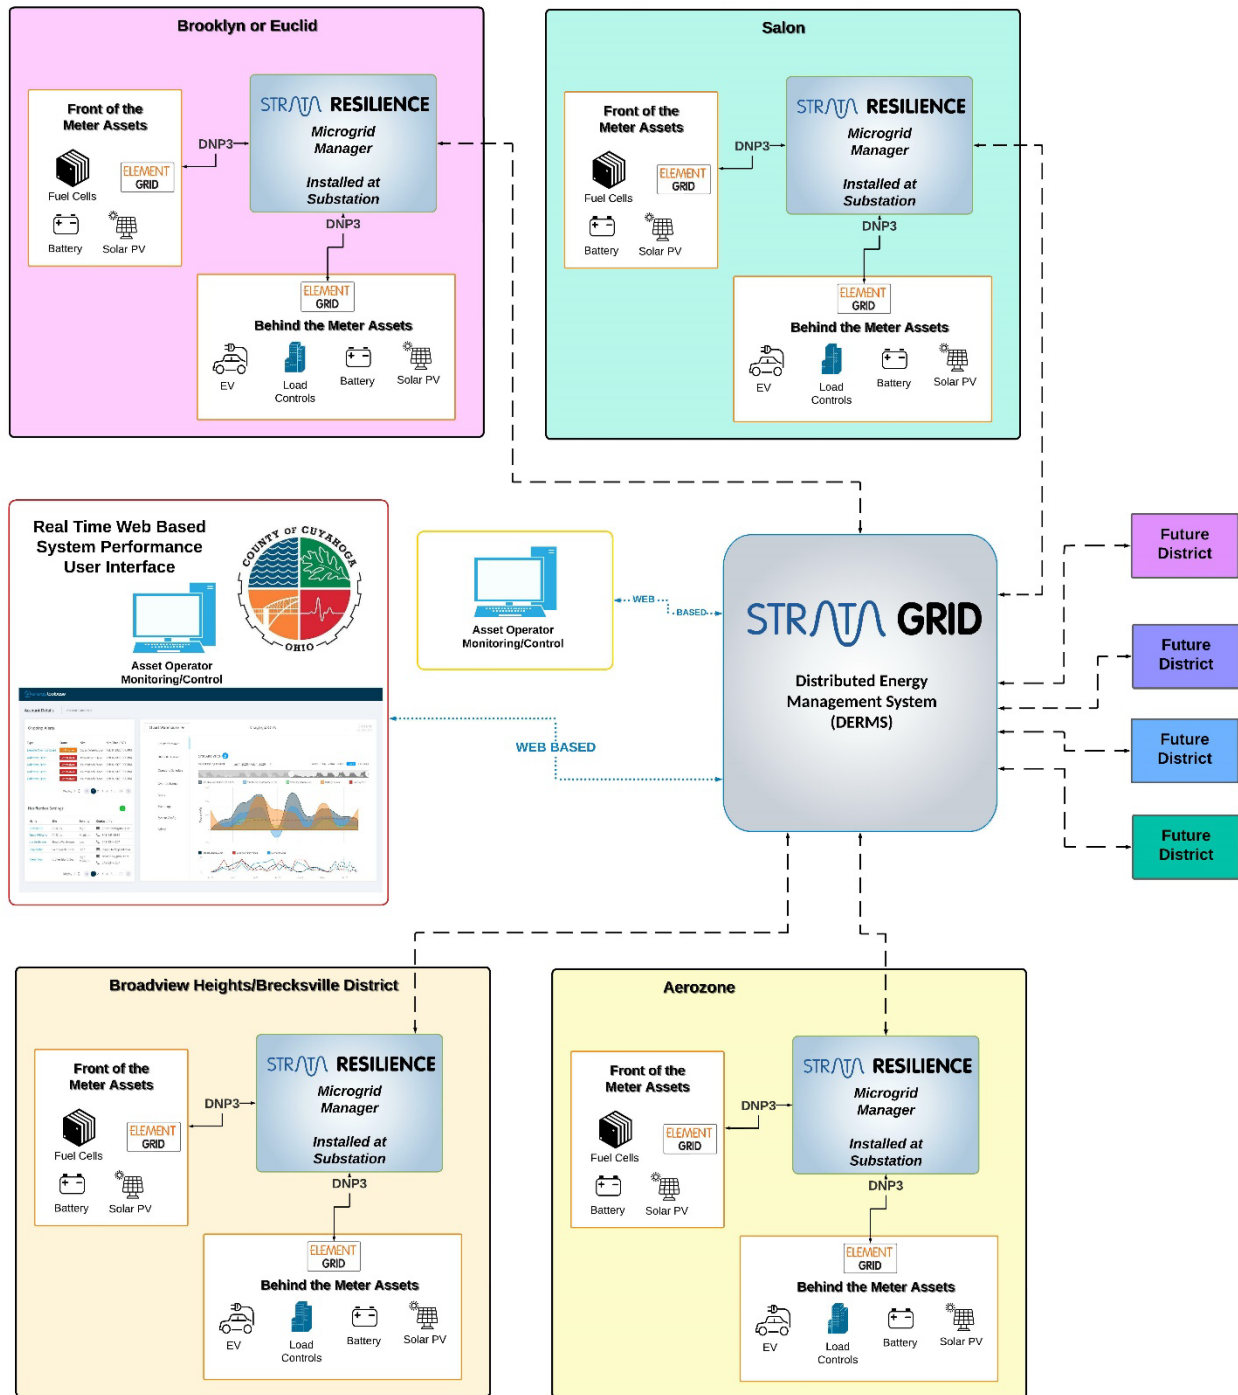 Brooklyn or Euclid
STRATA RESILIENCE
Microgrid
Manager
Installed at
Substation
Front of the
Meter Assets
DNP3
Fuel Cells
ELEMENT
GRID
Battery
Solar PV
DNP3
ELEMENT
GRID
Behind the Meter Assets
EV
Load
Controls
Battery
Solar PV
Salon
STRATA RESILIENCE
Microgrid
Manager
Installed at
Substation
Front of the
Meter Assets
DNP3
Fuel Cells
ELEMENT
GRID
Battery
Solar PV
DNP3
ELEMENT
GRID
Behind the Meter Assets
EV
Load
Controls
Battery
Solar PV
Real Time Web Based
System Performance
User Interface
COUNTY OF CUYAHOGA
OHIO
Asset Operator
Monitoring/Control
Asset Operator
Monitoring/Control
WEB
BASED
WEB BASED
STRATA GRID
Distributed Energy
Management System
(DERMS)
Future
District
Future
District
Future
District
Future
District
Broadview Heights/Brecksville District
STRATA RESILIENCE
Microgrid
Manager
Installed at
Substation
Front of the
Meter Assets
DNP3
Fuel Cells
ELEMENT
GRID
Battery
Solar PV
DNP3
ELEMENT
GRID
Behind the Meter Assets
EV
Load
Controls
Battery
Solar PV
Aerozone
STRATA RESILIENCE
Microgrid
Manager
Installed at
Substation
Front of the
Meter Assets
DNP3
Fuel Cells
ELEMENT
GRID
Battery
Solar PV
DNP3
ELEMENT
GRID
Behind the Meter Assets
EV
Load
Controls
Battery
Solar PV